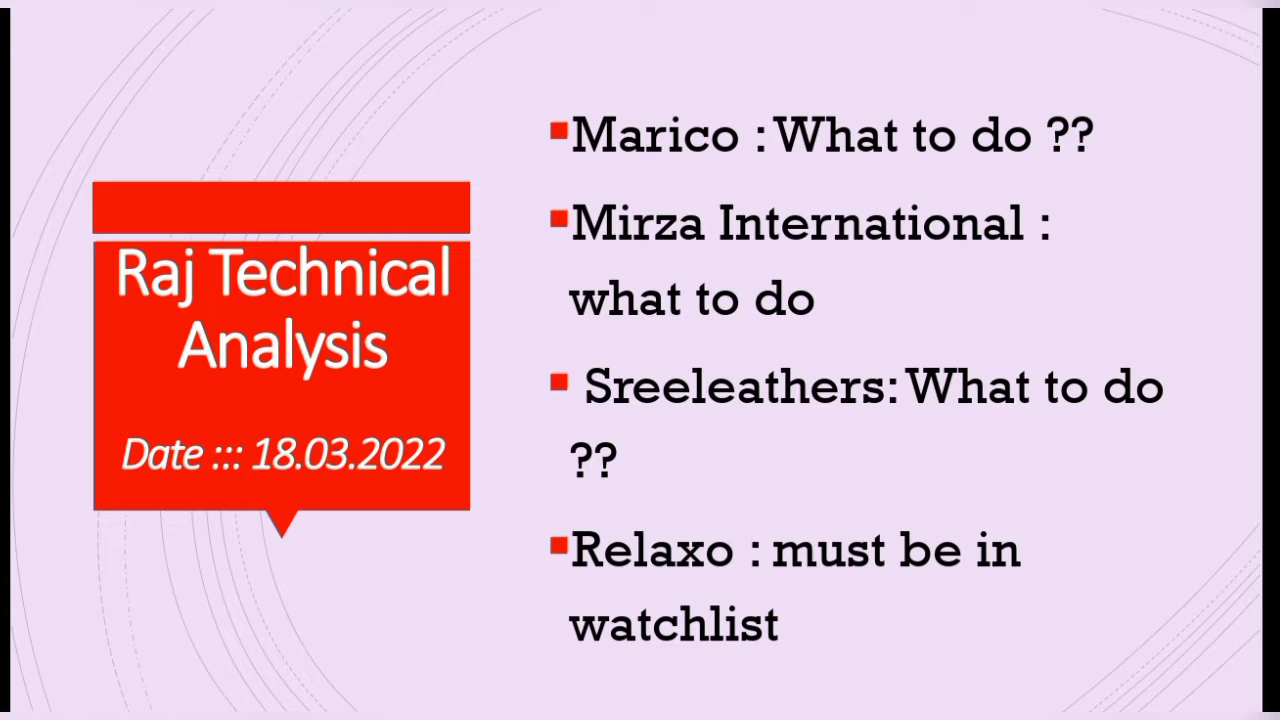 Raj Technical
Analysis
Date ::: 18.03.2022
Marico : What to do ??
Mirza International :
what to do
Sreeleathers: What to do
??
Relaxo : must be in
watchlist